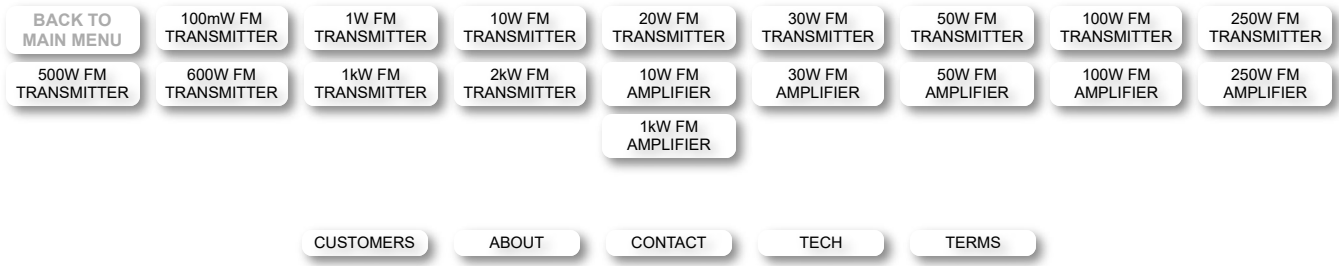 BACK TO
MAIN MENU
100mW FM
TRANSMITTER
1W FM
TRANSMITTER
10W FM
TRANSMITTER
20W FM
TRANSMITTER
30W FM
TRANSMITTER
50W FM
TRANSMITTER
100W FM
TRANSMITTER
250W FM
TRANSMITTER
500W FM
TRANSMITTER
600W FM
TRANSMITTER
1kW FM
TRANSMITTER
2kW FM
TRANSMITTER
10W FM
AMPLIFIER
30W FM
AMPLIFIER
50W FM
AMPLIFIER
100W FM
AMPLIFIER
250W FM
AMPLIFIER
1kW FM
AMPLIFIER
CUSTOMERS
ABOUT
CONTACT
TECH
TERMS